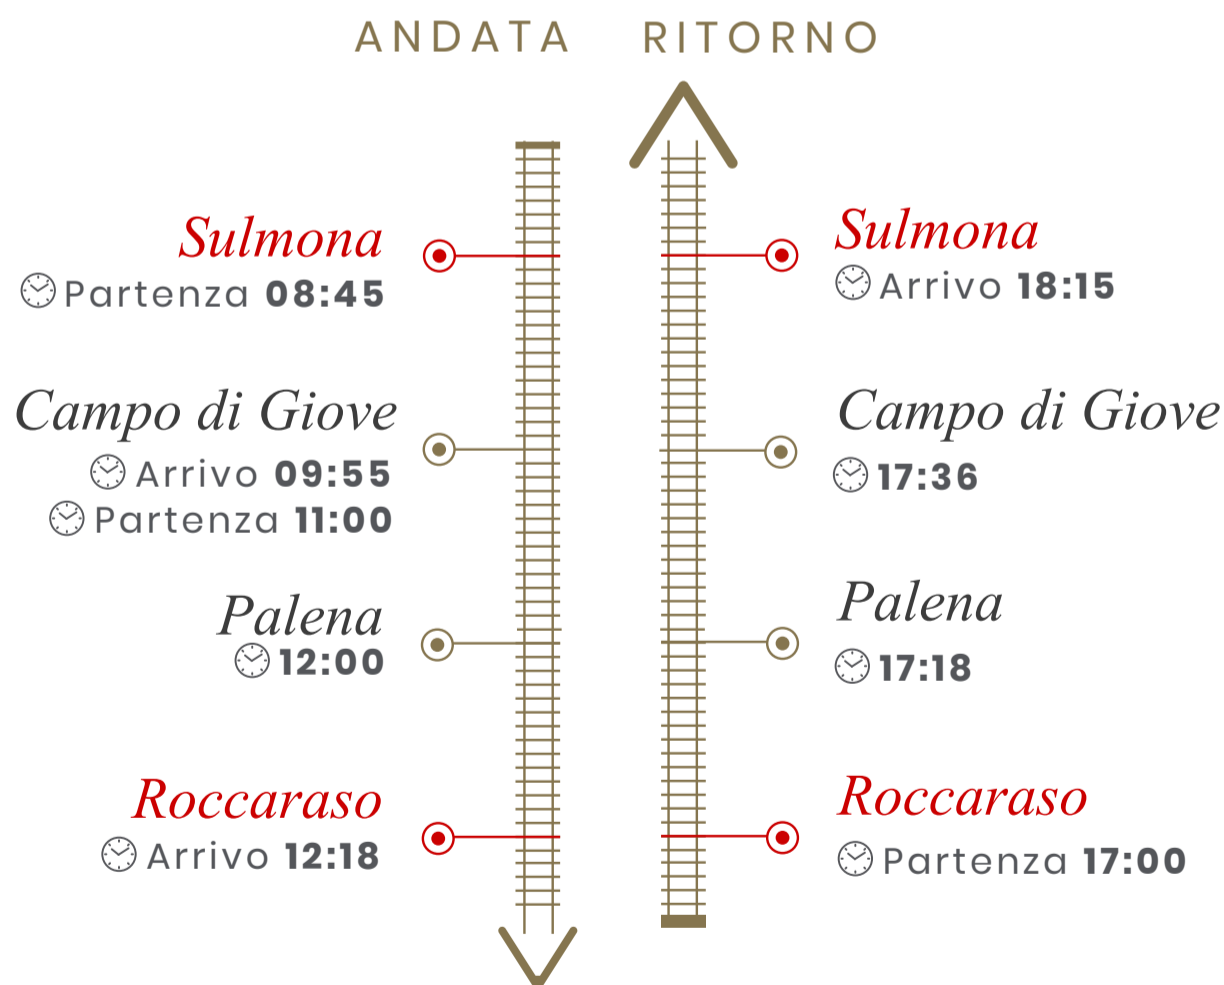 ANDATA
Sulmona
Partenza 08:45
Campo di Giove
Arrivo 09:55
Partenza 11:00
Palena
12:00
Roccaraso
Arrivo 12:18
RITORNO
Sulmona
Arrivo 18:15
Campo di Giove
17:36
Palena
17:18
Roccaraso
Partenza 17:00